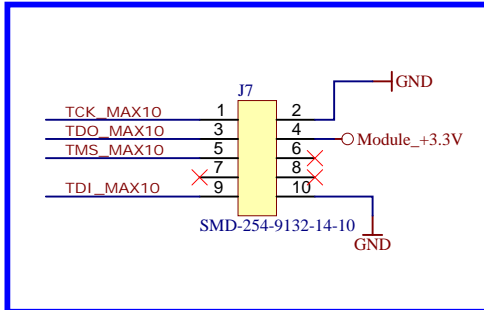 J7
GND
TCK_MAX10 1 2
TDO_MAX10 3 4 Module_+3.3V
TMS_MAX10 5 6
7 8
TDI_MAX10 9 10
SMD-254-9132-14-10
GND